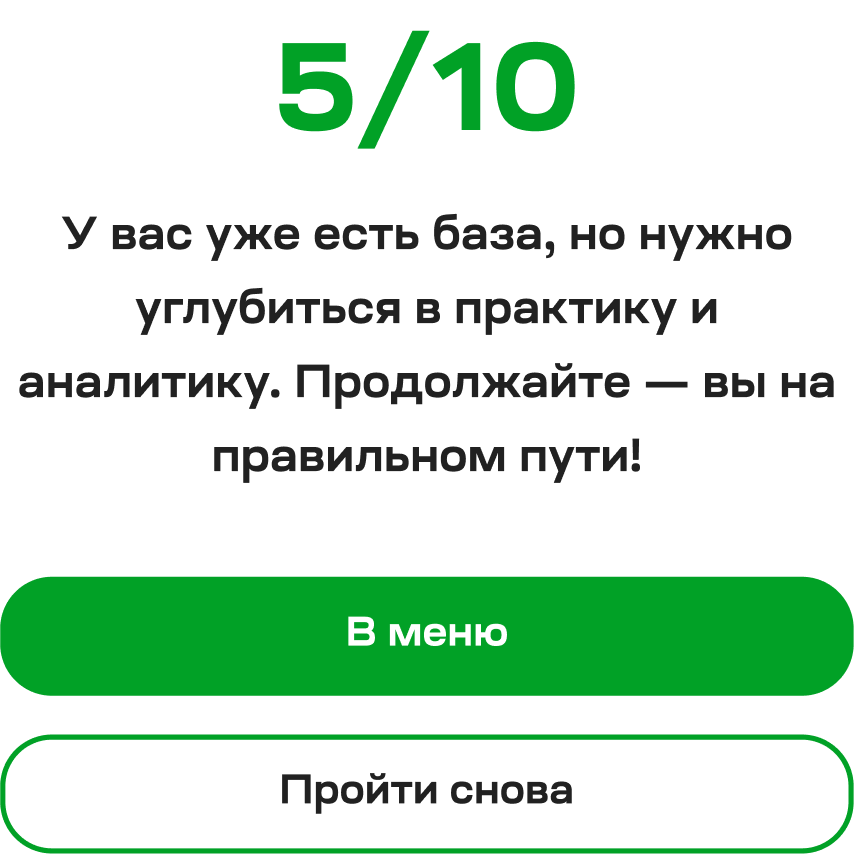 5/10
У вас уже есть база, но нужно
углубиться в практику и
аналитику. Продолжайте — вы на
правильном пути!
В меню
Пройти снова